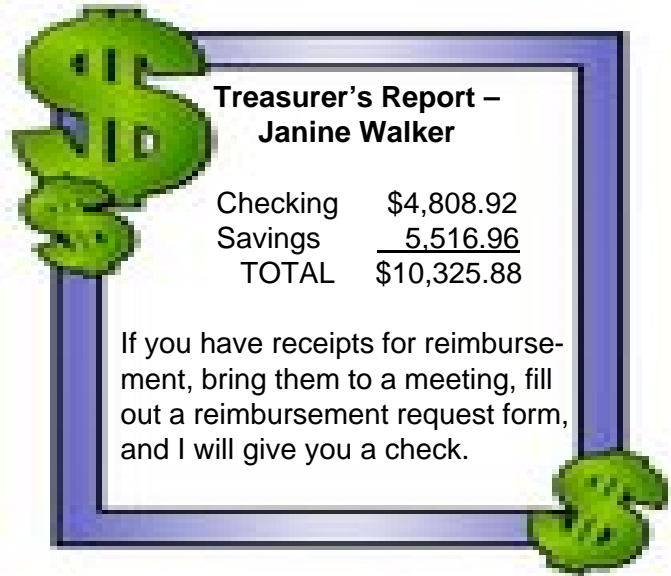 Treasurer’s Report –
Janine Walker
Checking $4,808.92
Savings 5,516.96
TOTAL $10,325.88
If you have receipts for reimburse-
ment, bring them to a meeting, fill
out a reimbursement request form,
and I will give you a check.